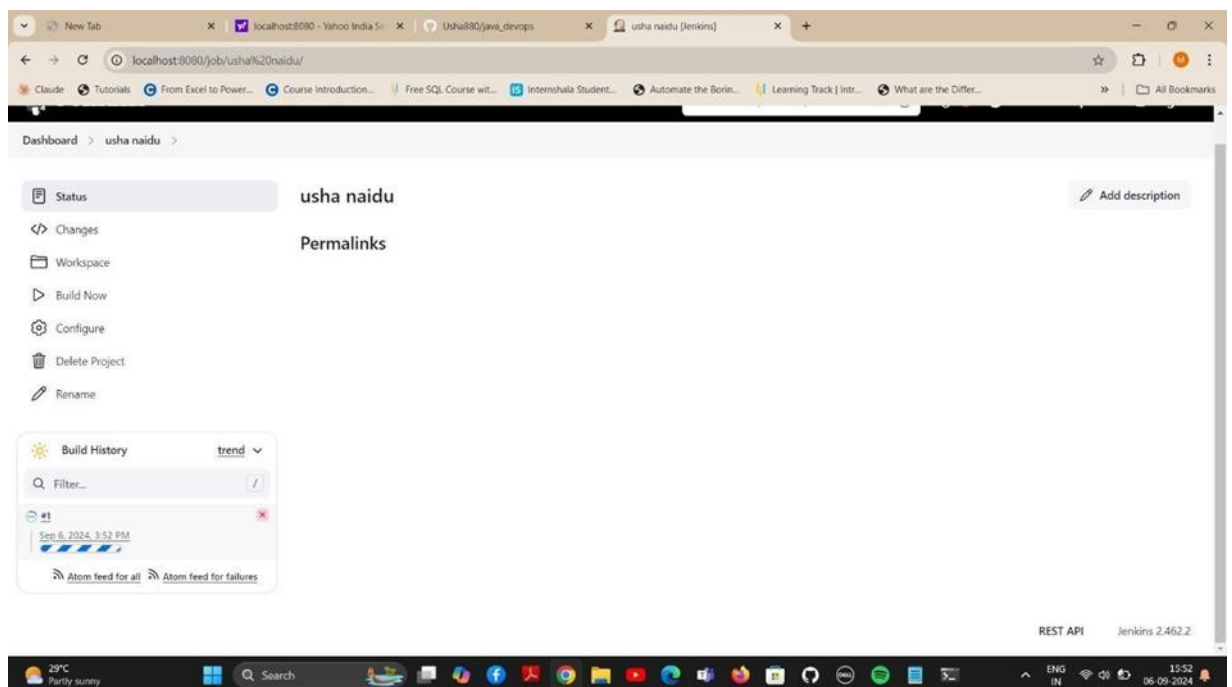 New Tab
localhost:8080 - Yahoo India Se
Usha880/java_devops
usha naidu [Jenkins]
localhost:8080/job/usha%20naidu/
Claude
Tutorials
From Excel to Power...
Course Introduction...
Free SQL Course wit...
Internshala Student...
Automate the Borin...
Learning Track | Intr...
What are the Differ...
»
All Bookmarks
Dashboard > usha naidu >
Status
usha naidu
Add description
Changes
Permalinks
Workspace
Build Now
Configure
Delete Project
Rename
Build History
trend
Filter...
/
#1
Sep 6, 2024, 3:52 PM
Atom feed for all
Atom feed for failures
REST API
Jenkins 2.462.2
29°C
Partly sunny
Search
ENG
IN
15:52
06-09-2024